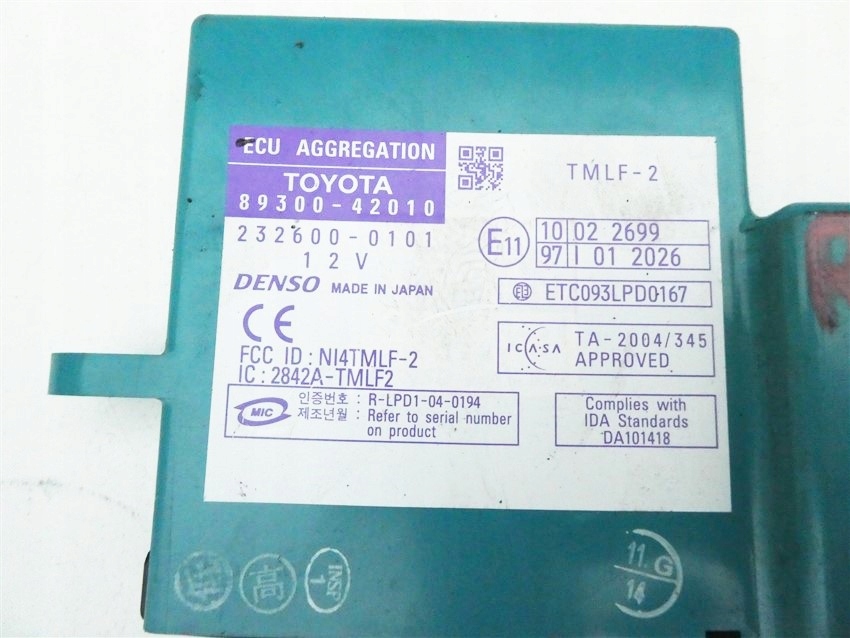 ECU AGGREGATION
TOYOTA
89300-42010
232600-0101
12V
DENSO MADE IN JAPAN
CE
FCC ID : NI4TMLF-2
IC : 2842A-TMLF2
MIC 인증번호 : R-LPD1-04-0194
제조년월 : Refer to serial number
on product
TMLF-2
E11
10 02 2699
97 I 01 2026
ETC093LPD0167
ICASA TA-2004/345
APPROVED
Complies with
IDA Standards
DA101418
高
INSP
1
11.G
14